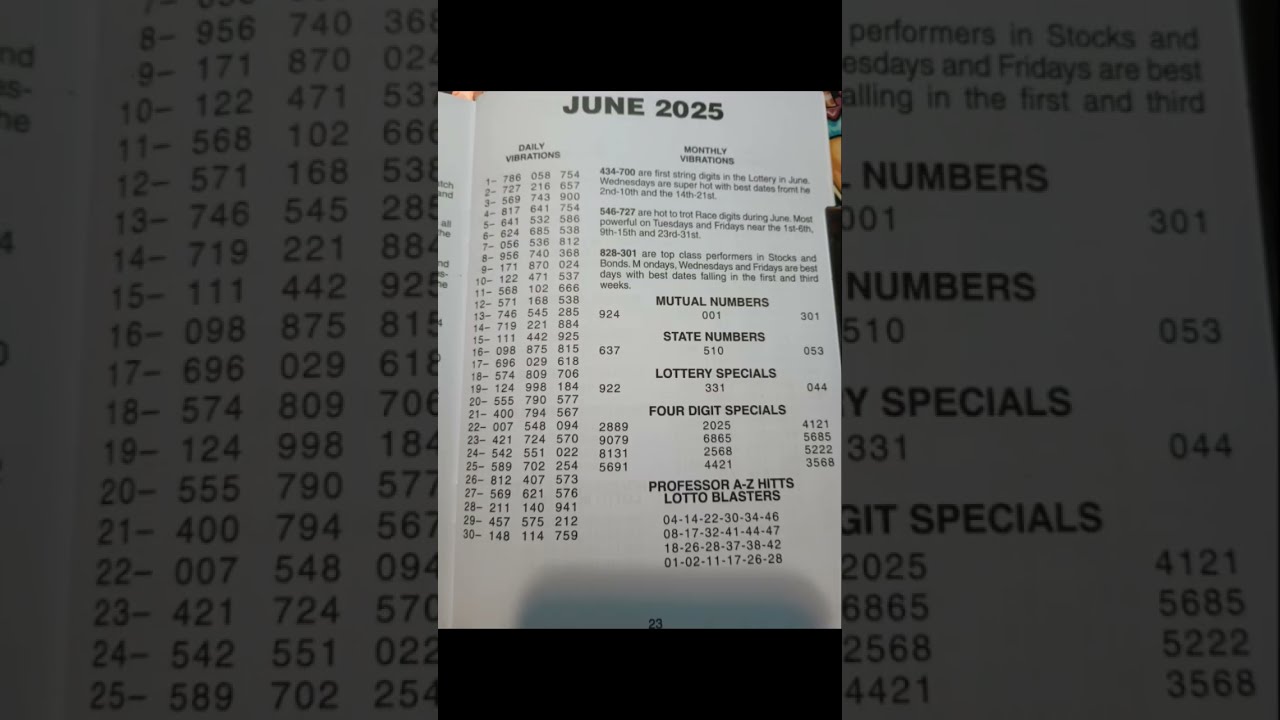 JUNE 2025
DAILY
VIBRATIONS
1– 786 058 754
2– 727 216 657
3– 569 743 900
4– 817 641 754
5– 641 532 586
6– 624 685 538
7– 056 536 812
8– 956 740 368
9– 171 870 024
10– 122 471 537
11– 568 102 666
12– 571 168 538
13– 746 545 285
14– 719 221 884
15– 111 442 925
16– 098 875 815
17– 696 029 618
18– 574 809 706
19– 124 998 184
20– 555 790 577
21– 400 794 567
22– 007 548 094
23– 421 724 570
24– 542 551 022
25– 589 702 254
26– 812 407 573
27– 569 621 576
28– 211 140 941
29– 457 575 212
30– 148 114 759
MONTHLY
VIBRATIONS
434-700 are first string digits in the Lottery in June.
Wednesdays are super hot with best dates fromt he
2nd-10th and the 14th-21st.
546-727 are hot to trot Race digits during June. Most
powerful on Tuesdays and Fridays near the 1st-6th,
9th-15th and 23rd-31st.
828-301 are top class performers in Stocks and
Bonds. M ondays, Wednesdays and Fridays are best
days with best dates falling in the first and third
weeks.
MUTUAL NUMBERS
924 001 301
STATE NUMBERS
637 510 053
LOTTERY SPECIALS
922 331 044
FOUR DIGIT SPECIALS
2889 2025 4121
9079 6865 5685
8131 2568 5222
5691 4421 3568
PROFESSOR A-Z HITTS
LOTTO BLASTERS
04-14-22-30-34-46
08-17-32-41-44-47
18-26-28-37-38-42
01-02-11-17-26-28
23